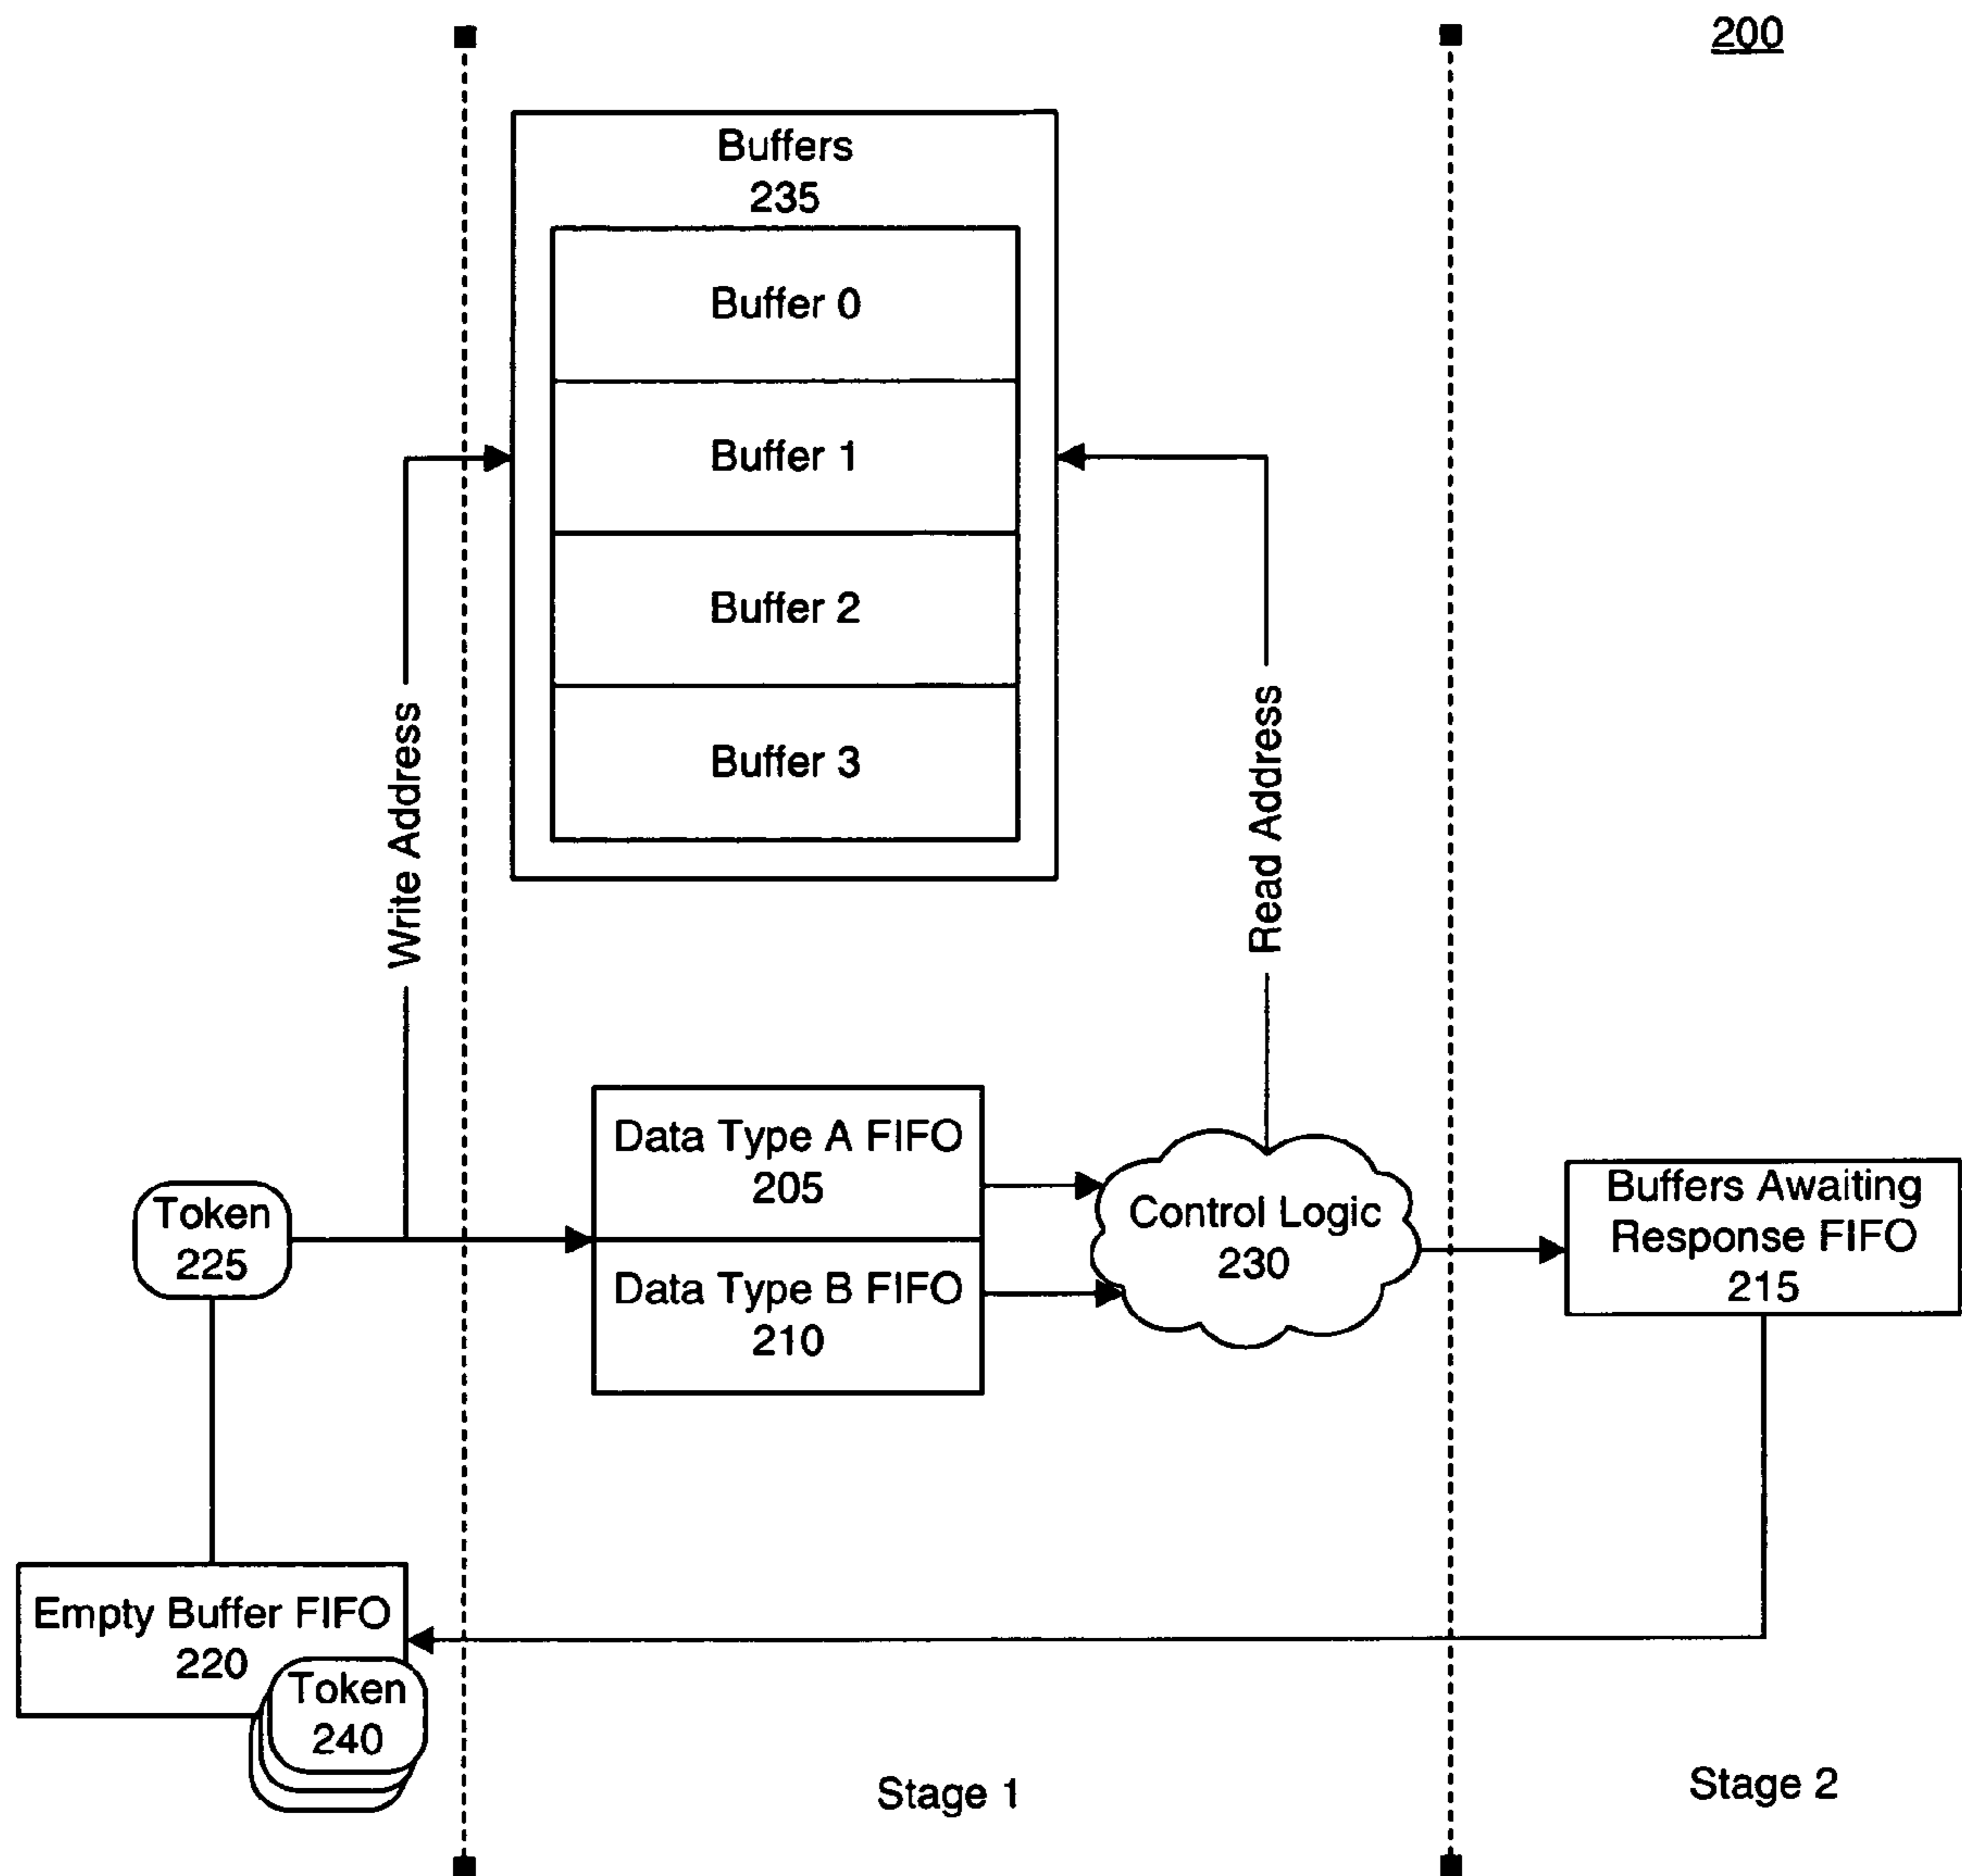 200
Buffers
235
Buffer 0
Buffer 1
Buffer 2
Buffer 3
Write Address
Read Address
Data Type A FIFO
205
Data Type B FIFO
210
Token
225
Control Logic
230
Buffers Awaiting
Response FIFO
215
Empty Buffer FIFO
220
Token
240
Stage 1
Stage 2